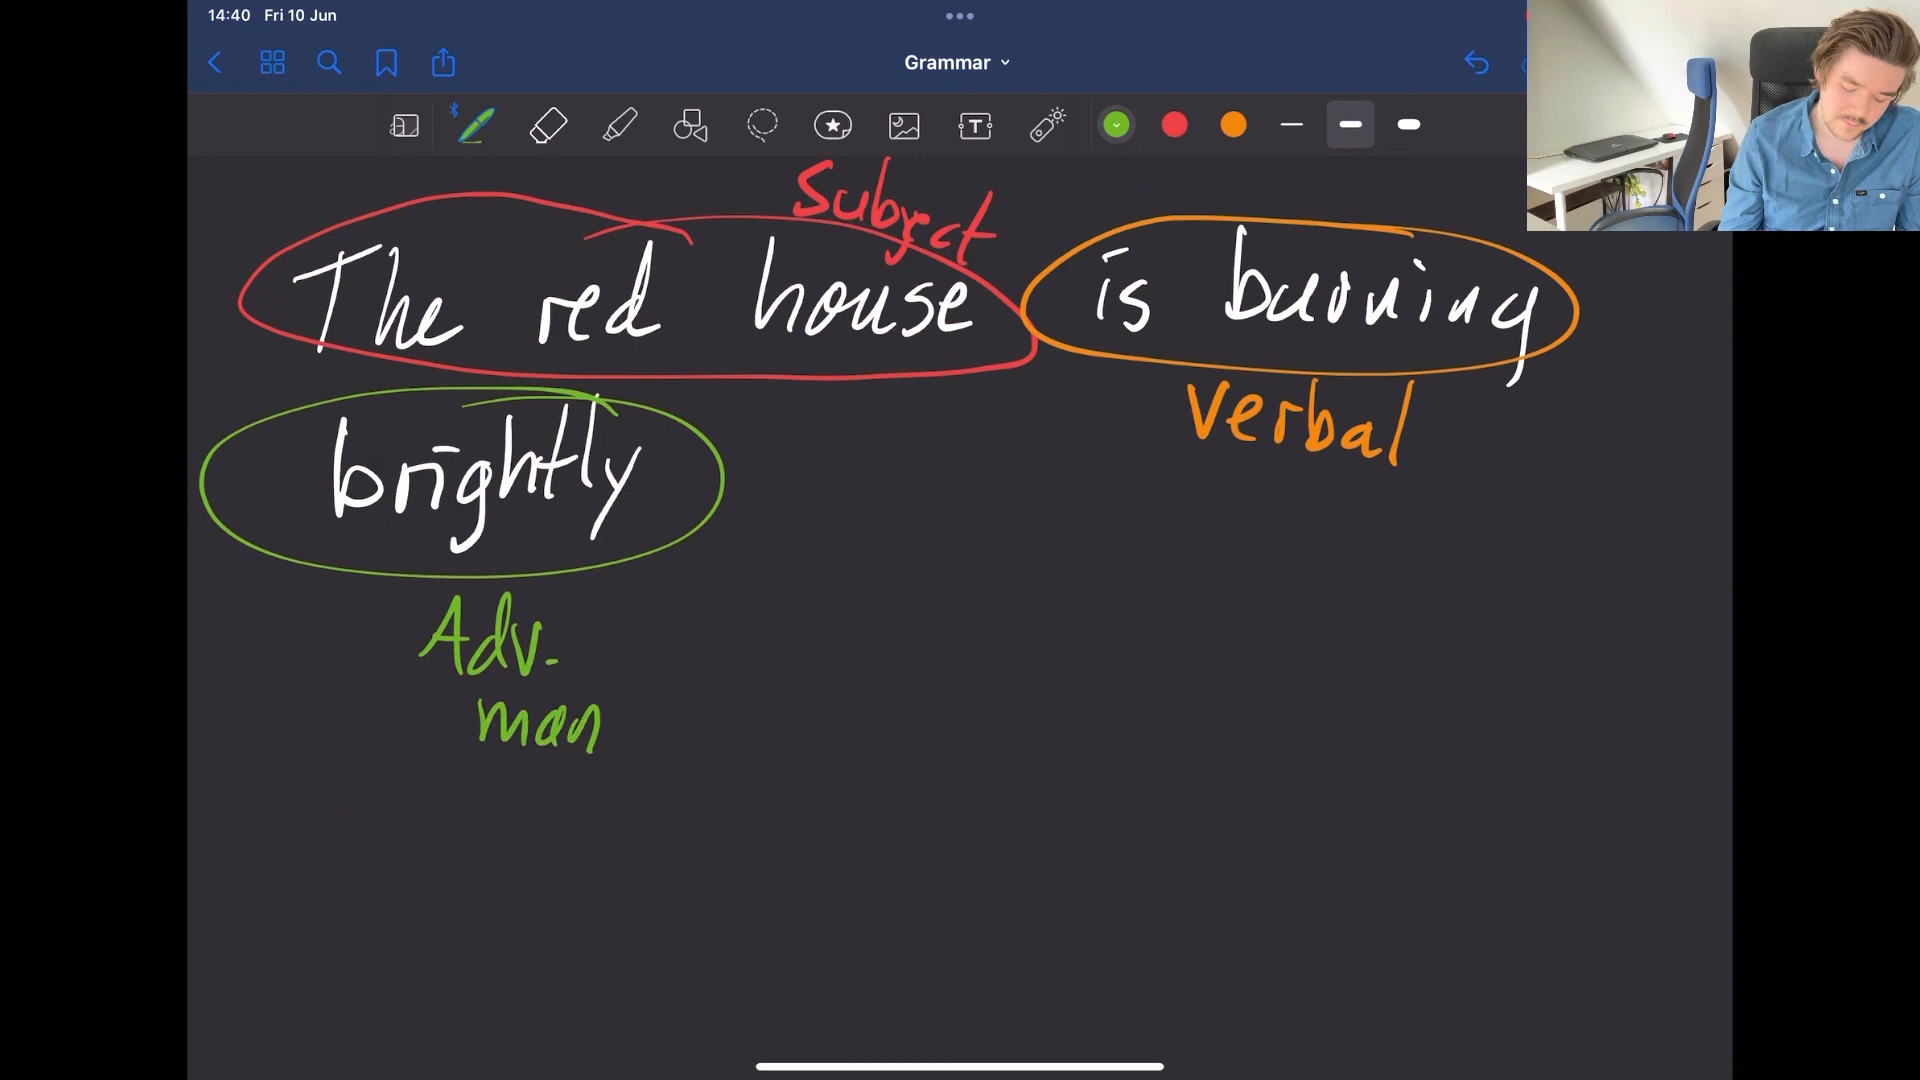 14:40 Fri 10 Jun
Grammar
T
Subject
The red house is burning
verbal
brightly
Adv.
man